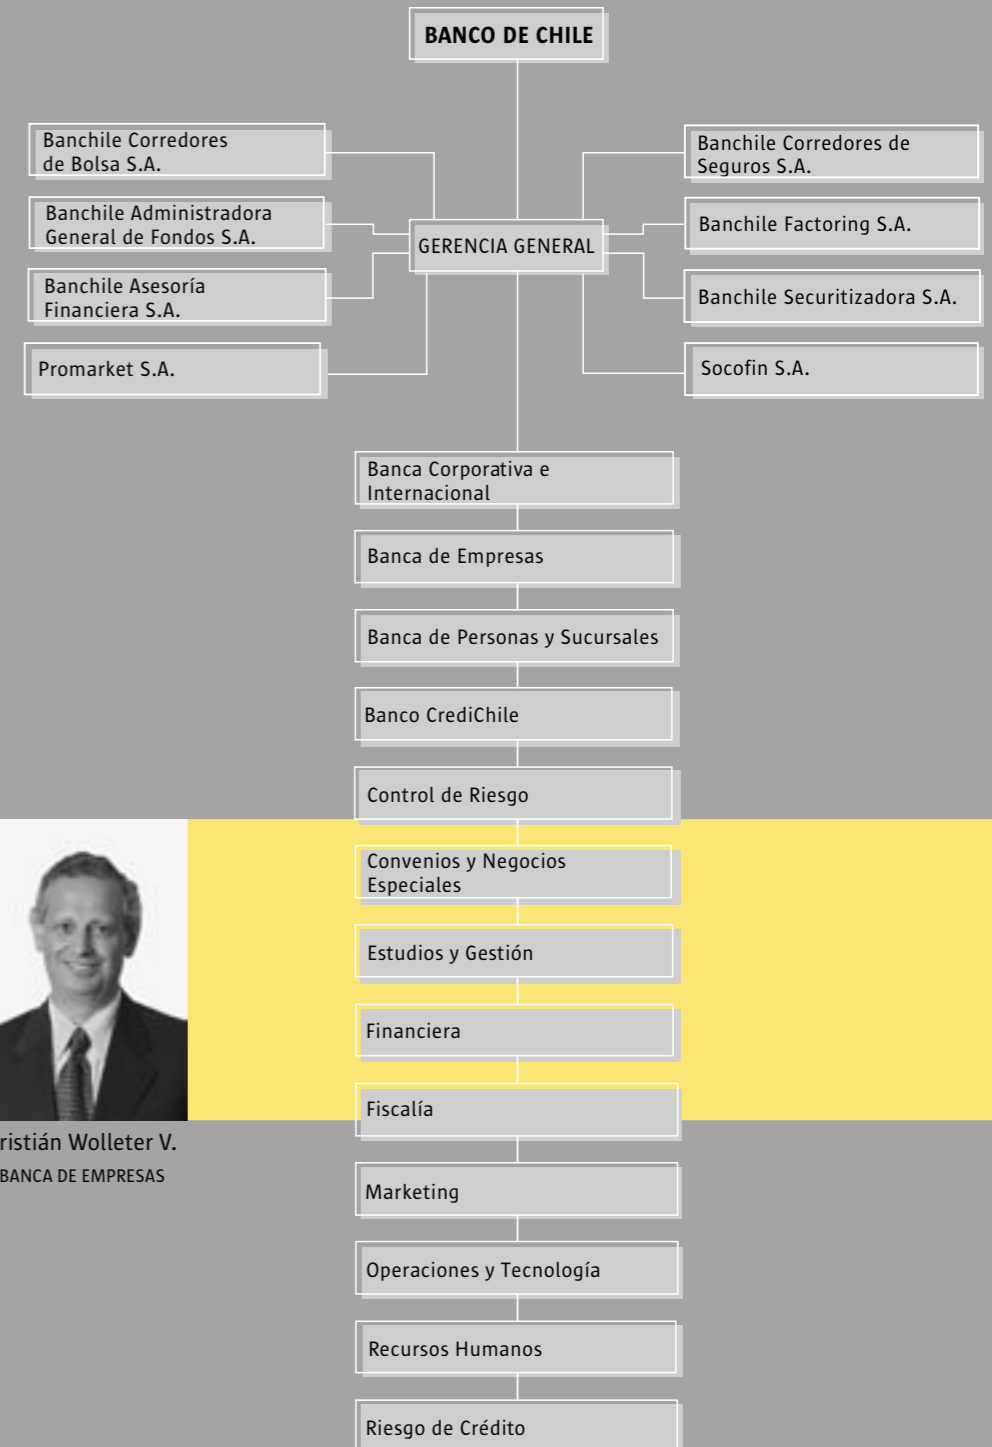 BANCO DE CHILE
Banchile Corredores
de Bolsa S.A.
Banchile Administradora
General de Fondos S.A.
Banchile Asesoría
Financiera S.A.
Promarket S.A.
GERENCIA GENERAL
Banchile Corredores de
Seguros S.A.
Banchile Factoring S.A.
Banchile Securitizadora S.A.
Socofin S.A.
Banca Corporativa e
Internacional
Banca de Empresas
Banca de Personas y Sucursales
Banco CrediChile
Control de Riesgo
Convenios y Negocios
Especiales
Estudios y Gestión
Financiera
Fiscalía
ristián Wolleter V.
BANCA DE EMPRESAS
Marketing
Operaciones y Tecnología
Recursos Humanos
Riesgo de Crédito